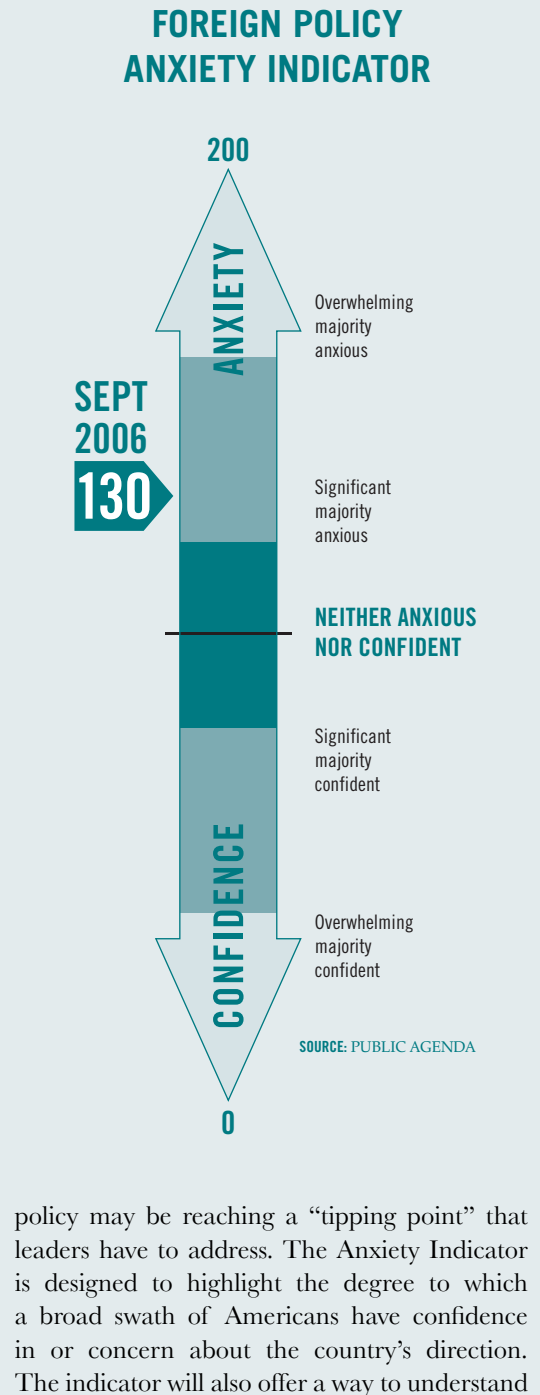 FOREIGN POLICY
ANXIETY INDICATOR
200
ANXIETY
Overwhelming
majority
anxious
SEPT
2006
130
Significant
majority
anxious
NEITHER ANXIOUS
NOR CONFIDENT
Significant
majority
confident
CONFIDENCE
Overwhelming
majority
confident
SOURCE: PUBLIC AGENDA
0
policy may be reaching a “tipping point” that
leaders have to address. The Anxiety Indicator
is designed to highlight the degree to which
a broad swath of Americans have confidence
in or concern about the country’s direction.
The indicator will also offer a way to understand